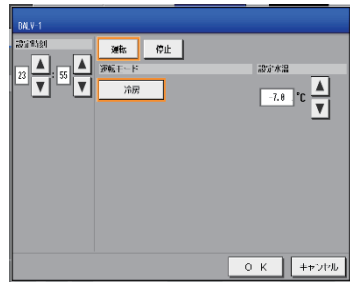 DALV-1
設定時刻
運転 停止
運転モード 設定水温
23 : 55
冷房
-7.0 ℃
OK キャンセル